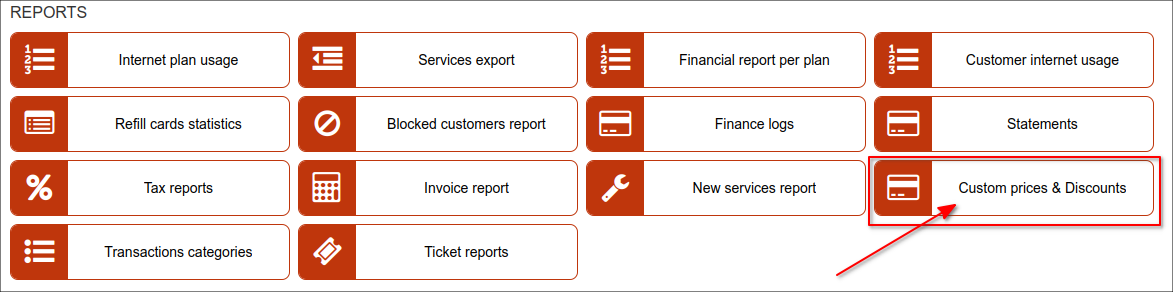 REPORTS
Internet plan usage
Services export
Financial report per plan
Customer internet usage
Refill cards statistics
Blocked customers report
Finance logs
Statements
Tax reports
Invoice report
New services report
Custom prices & Discounts
Transactions categories
Ticket reports